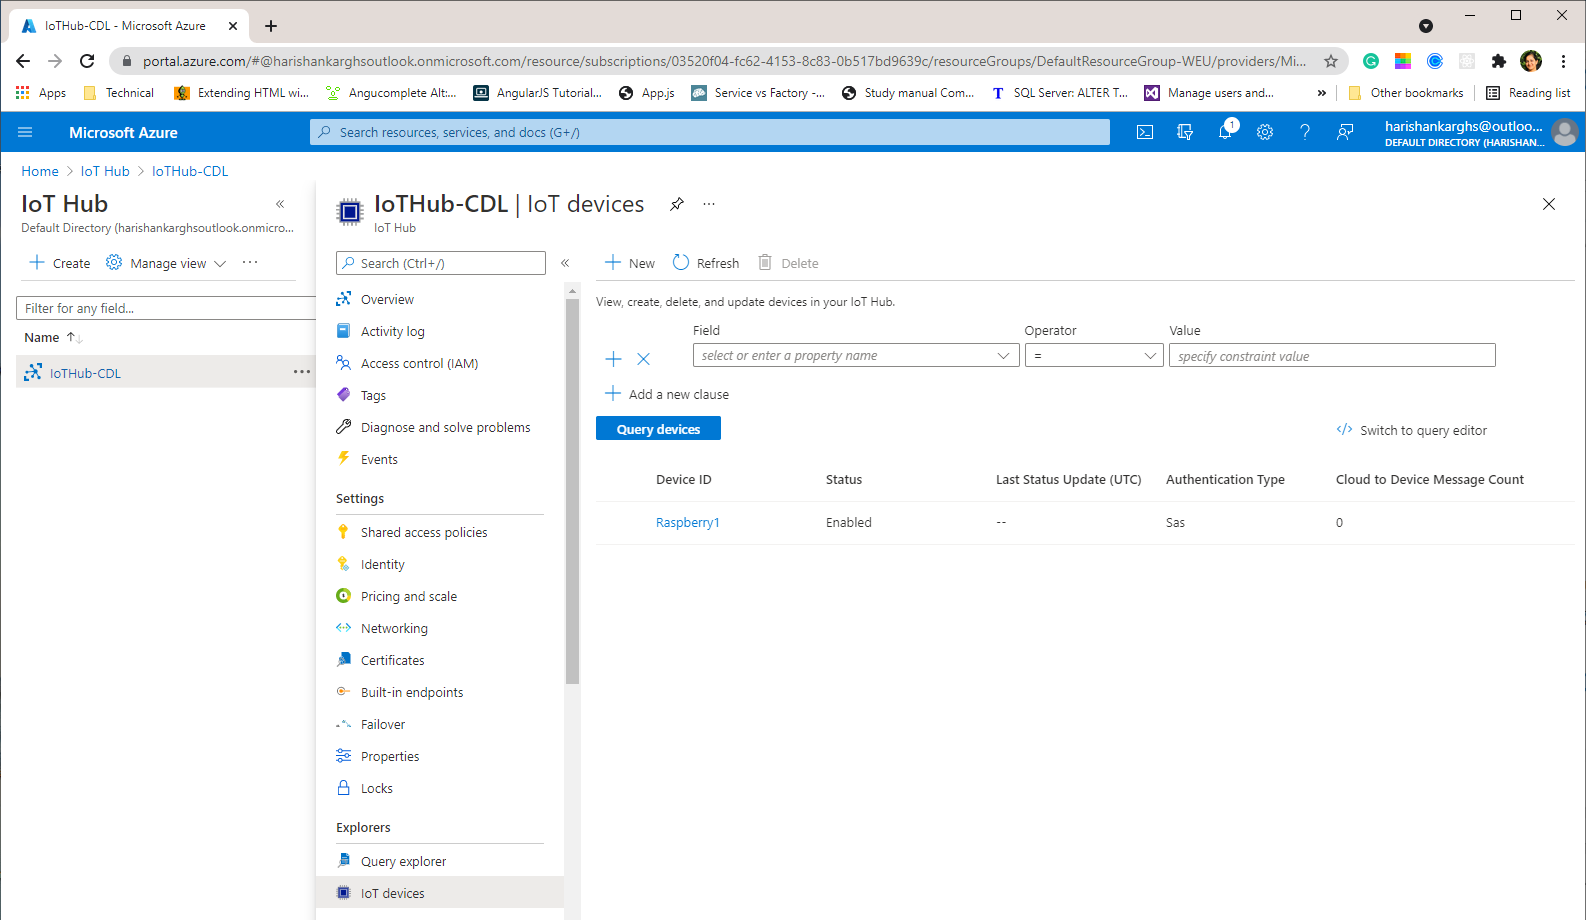 IoTHub-CDL - Microsoft Azure
portal.azure.com/#@harishankarghsoutlook.onmicrosoft.com/resource/subscriptions/03520f04-fc62-4153-8c83-0b517bd9639c/resourceGroups/DefaultResourceGroup-WEU/providers/Mi...
Apps Technical Extending HTML wi... Angucomplete Alt:... AngularJS Tutorial... App.js Service vs Factory -... Study manual Com... SQL Server: ALTER T... Manage users and... » Other bookmarks Reading list
Microsoft Azure Search resources, services, and docs (G+/) 1 harishankarghs@outloo...
DEFAULT DIRECTORY (HARISHAN...
Home > IoT Hub > IoTHub-CDL
IoT Hub «
Default Directory (harishankarghsoutlook.onmicro...
+ Create Manage view ...
Filter for any field...
Name ↑↓
IoTHub-CDL ...
IoTHub-CDL | IoT devices ...
IoT Hub
Search (Ctrl+/) «
Overview
Activity log
Access control (IAM)
Tags
Diagnose and solve problems
Events
Settings
Shared access policies
Identity
Pricing and scale
Networking
Certificates
Built-in endpoints
Failover
Properties
Locks
Explorers
Query explorer
IoT devices
+ New Refresh Delete
View, create, delete, and update devices in your IoT Hub.
Field Operator Value
select or enter a property name = specify constraint value
+ Add a new clause
Query devices </> Switch to query editor
Device ID Status Last Status Update (UTC) Authentication Type Cloud to Device Message Count
Raspberry1 Enabled -- Sas 0